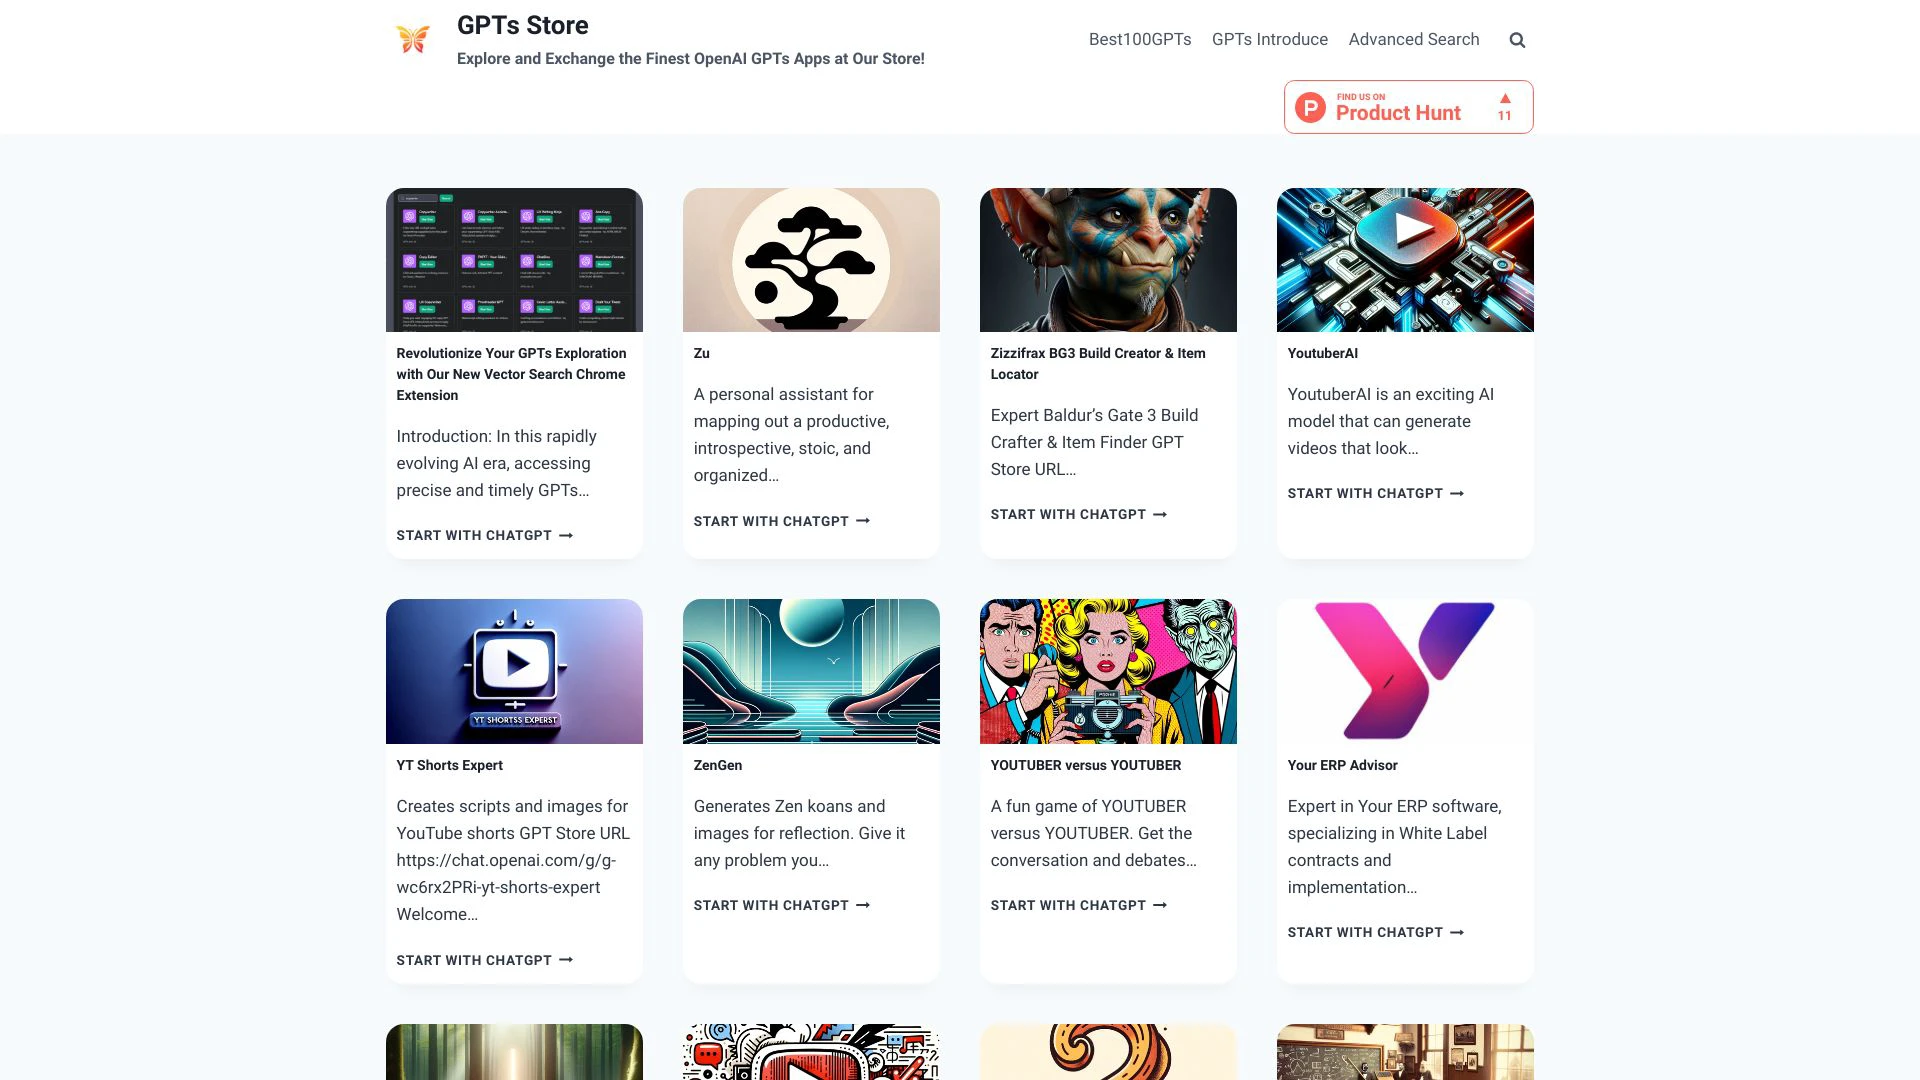 GPTs Store
Explore and Exchange the Finest OpenAI GPTs Apps at Our Store!
Best100GPTs
GPTs Introduce
Advanced Search
FIND US ON
Product Hunt
11
Revolutionize Your GPTs Exploration
with Our New Vector Search Chrome
Extension
Introduction: In this rapidly
evolving AI era, accessing
precise and timely GPTs…
START WITH CHATGPT
Zu
A personal assistant for
mapping out a productive,
introspective, stoic, and
organized…
START WITH CHATGPT
Zizzifrax BG3 Build Creator & Item
Locator
Expert Baldur’s Gate 3 Build
Crafter & Item Finder GPT
Store URL…
START WITH CHATGPT
YoutuberAI
YoutuberAI is an exciting AI
model that can generate
videos that look…
START WITH CHATGPT
YT SHORTSS EXPERST
YT Shorts Expert
Creates scripts and images for
YouTube shorts GPT Store URL
https://chat.openai.com/g/g-
wc6rx2PRi-yt-shorts-expert
Welcome…
START WITH CHATGPT
ZenGen
Generates Zen koans and
images for reflection. Give it
any problem you…
START WITH CHATGPT
YOUTUBER versus YOUTUBER
A fun game of YOUTUBER
versus YOUTUBER. Get the
conversation and debates…
START WITH CHATGPT
Your ERP Advisor
Expert in Your ERP software,
specializing in White Label
contracts and
implementation…
START WITH CHATGPT